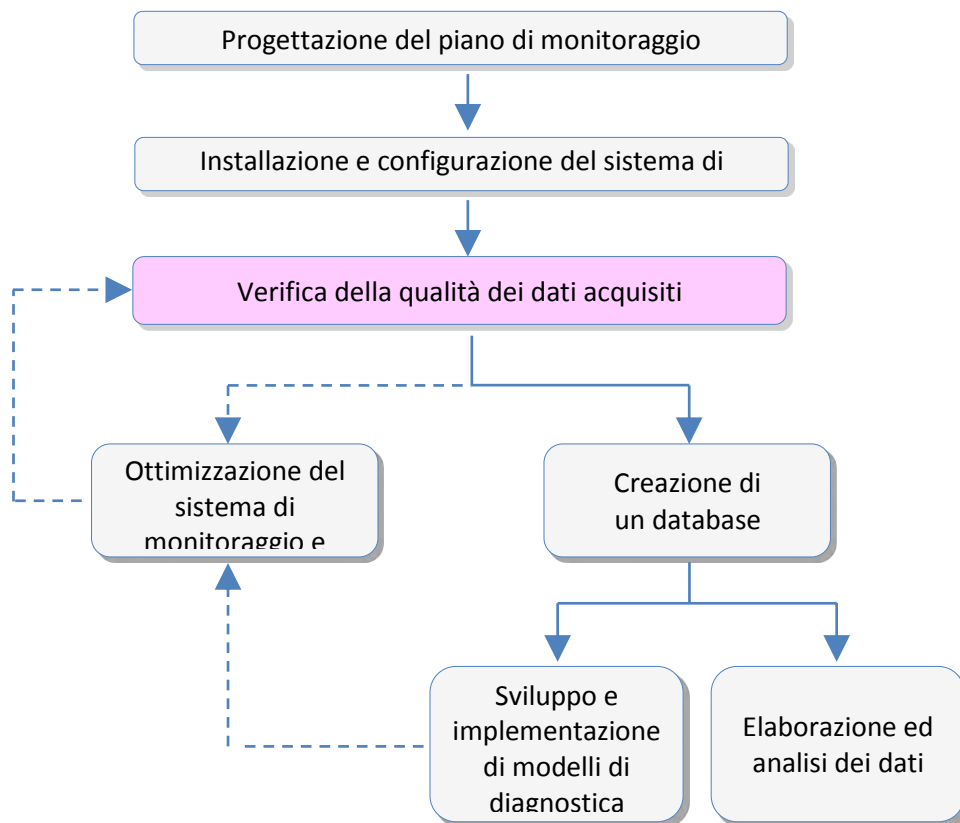 Progettazione del piano di monitoraggio
Installazione e configurazione del sistema di
Verifica della qualità dei dati acquisiti
Ottimizzazione del
sistema di
monitoraggio e
Creazione di
un database
Sviluppo e
implementazione
di modelli di
diagnostica
Elaborazione ed
analisi dei dati